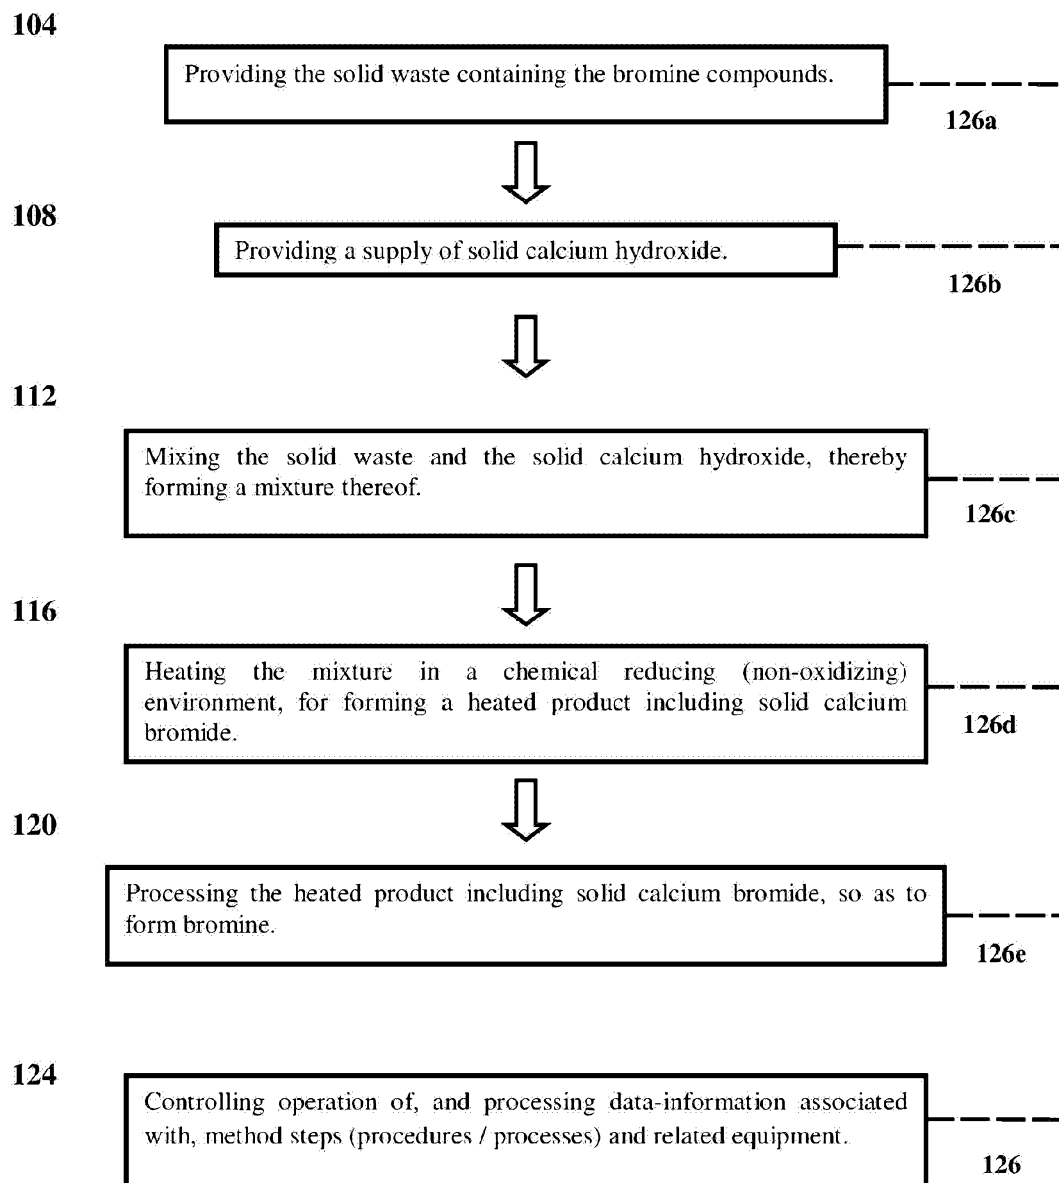 104
Providing the solid waste containing the bromine compounds.
126a
108
Providing a supply of solid calcium hydroxide.
126b
112
Mixing the solid waste and the solid calcium hydroxide, thereby
forming a mixture thereof.
126c
116
Heating the mixture in a chemical reducing (non-oxidizing)
environment, for forming a heated product including solid calcium
bromide.
126d
120
Processing the heated product including solid calcium bromide, so as to
form bromine.
126e
124
Controlling operation of, and processing data-information associated
with, method steps (procedures / processes) and related equipment.
126